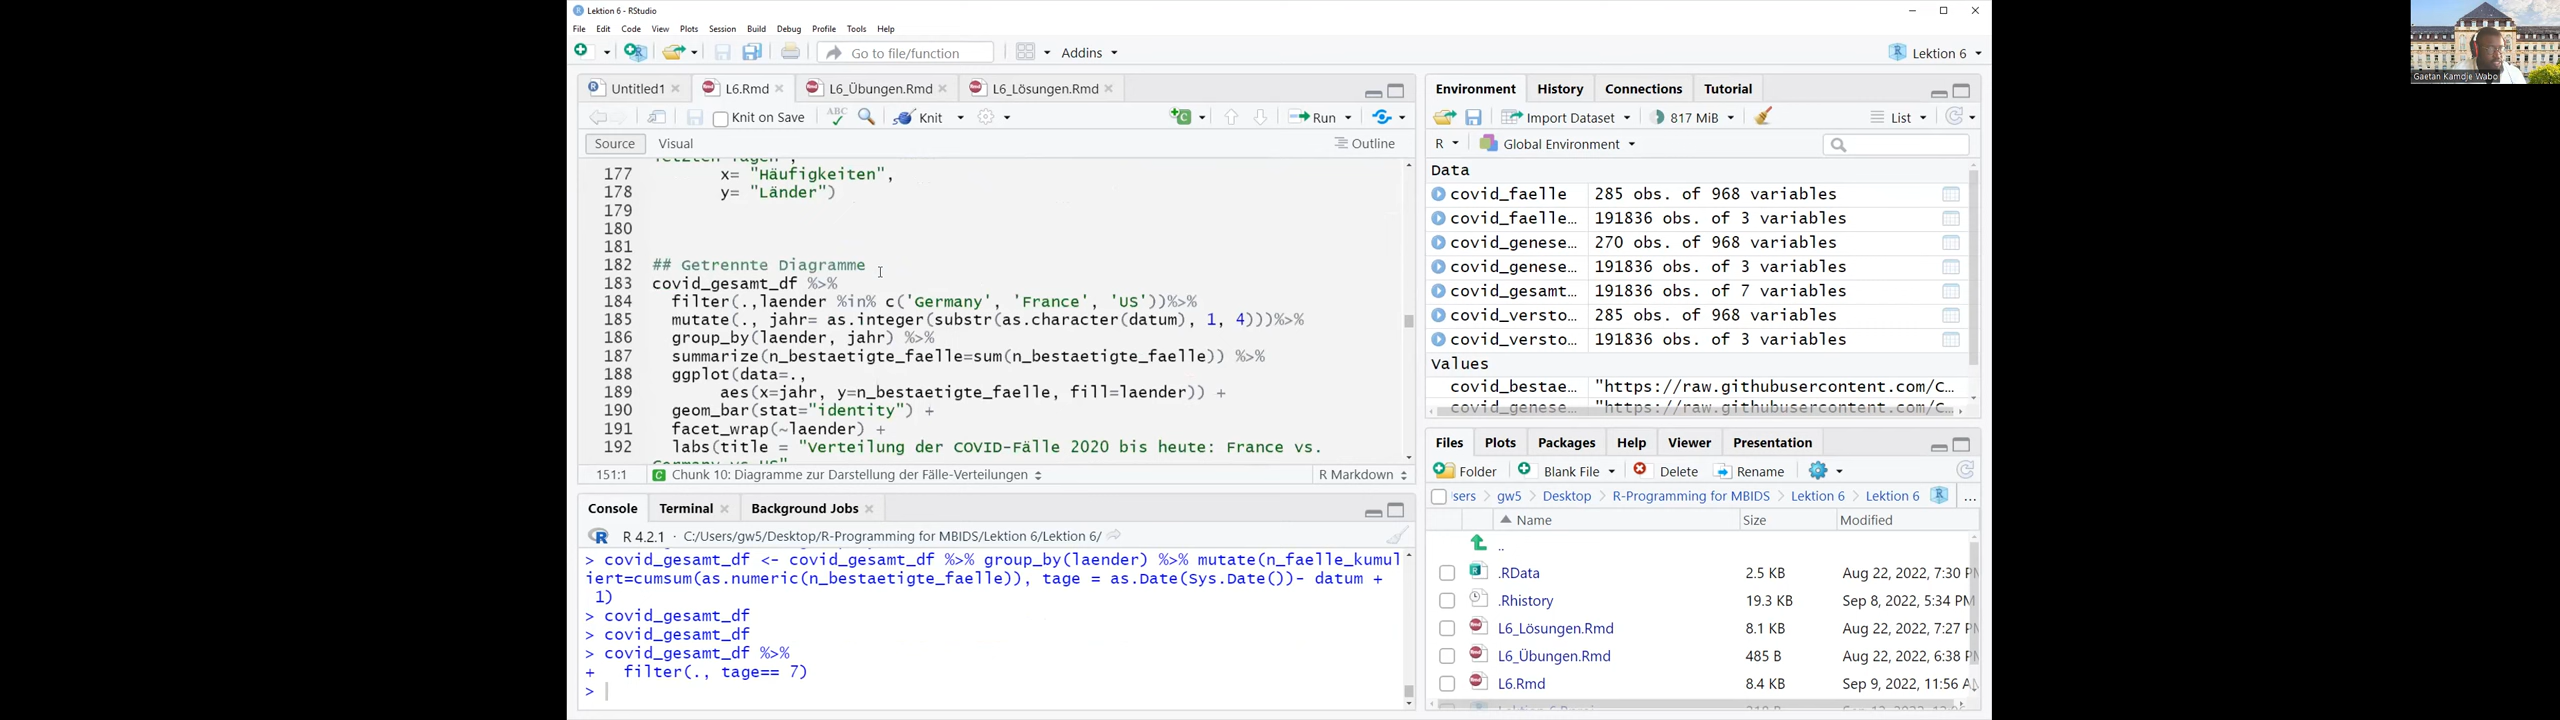 Lektion 6 - RStudio
File Edit Code View Plots Session Build Debug Profile Tools Help
Go to file/function Addins Lektion 6
Untitled1 L6.Rmd L6_Übungen.Rmd L6_Lösungen.Rmd
Knit on Save ABC Knit Run
Source Visual Outline
letzten Tagen",
177 x= "Häufigkeiten",
178 y= "Länder")
179
180
181
182 ## Getrennte Diagramme
183 covid_gesamt_df %>%
184 filter(.,laender %in% c('Germany', 'France', 'US'))%>%
185 mutate(., jahr= as.integer(substr(as.character(datum), 1, 4)))%>%
186 group_by(laender, jahr) %>%
187 summarize(n_bestaetigte_faelle=sum(n_bestaetigte_faelle)) %>%
188 ggplot(data=.,
189 aes(x=jahr, y=n_bestaetigte_faelle, fill=laender)) +
190 geom_bar(stat="identity") +
191 facet_wrap(~laender) +
192 labs(title = "Verteilung der COVID-Fälle 2020 bis heute: France vs.
Germany vs US"
151:1 Chunk 10: Diagramme zur Darstellung der Fälle-Verteilungen R Markdown
Console Terminal Background Jobs
R 4.2.1 · C:/Users/gw5/Desktop/R-Programming for MBIDS/Lektion 6/Lektion 6/
> covid_gesamt_df <- covid_gesamt_df %>% group_by(laender) %>% mutate(n_faelle_kumul
iert=cumsum(as.numeric(n_bestaetigte_faelle)), tage = as.Date(Sys.Date())- datum +
1)
> covid_gesamt_df
> covid_gesamt_df
> covid_gesamt_df %>%
+ filter(., tage== 7)
>
Environment History Connections Tutorial
Import Dataset 817 MiB List
R Global Environment
Data
covid_faelle 285 obs. of 968 variables
covid_faelle… 191836 obs. of 3 variables
covid_genese… 270 obs. of 968 variables
covid_genese… 191836 obs. of 3 variables
covid_gesamt… 191836 obs. of 7 variables
covid_versto… 285 obs. of 968 variables
covid_versto… 191836 obs. of 3 variables
Values
covid_bestae… "https://raw.githubusercontent.com/C…
covid_genese… "https://raw.githubusercontent.com/C…
Files Plots Packages Help Viewer Presentation
Folder Blank File Delete Rename
sers gw5 Desktop R-Programming for MBIDS Lektion 6 Lektion 6 ...
Name Size Modified
..
.RData 2.5 KB Aug 22, 2022, 7:30 PM
.Rhistory 19.3 KB Sep 8, 2022, 5:34 PM
L6_Lösungen.Rmd 8.1 KB Aug 22, 2022, 7:27
L6_Übungen.Rmd 485 B Aug 22, 2022, 6:38
L6.Rmd 8.4 KB Sep 9, 2022, 11:56
Gaetan Kamdje Wabo